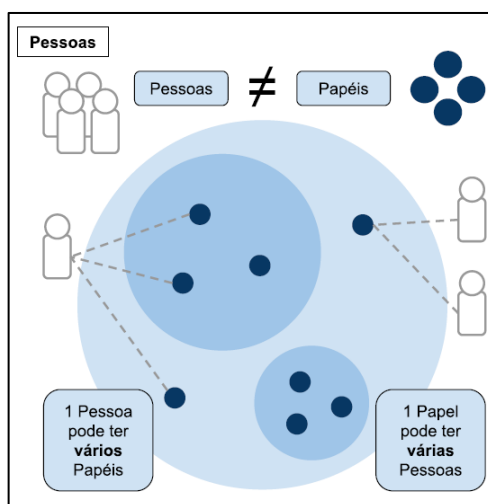 Pessoas
Pessoas
≠
Papéis
1 Pessoa
pode ter
vários
Papéis
1 Papel
pode ter
várias
Pessoas